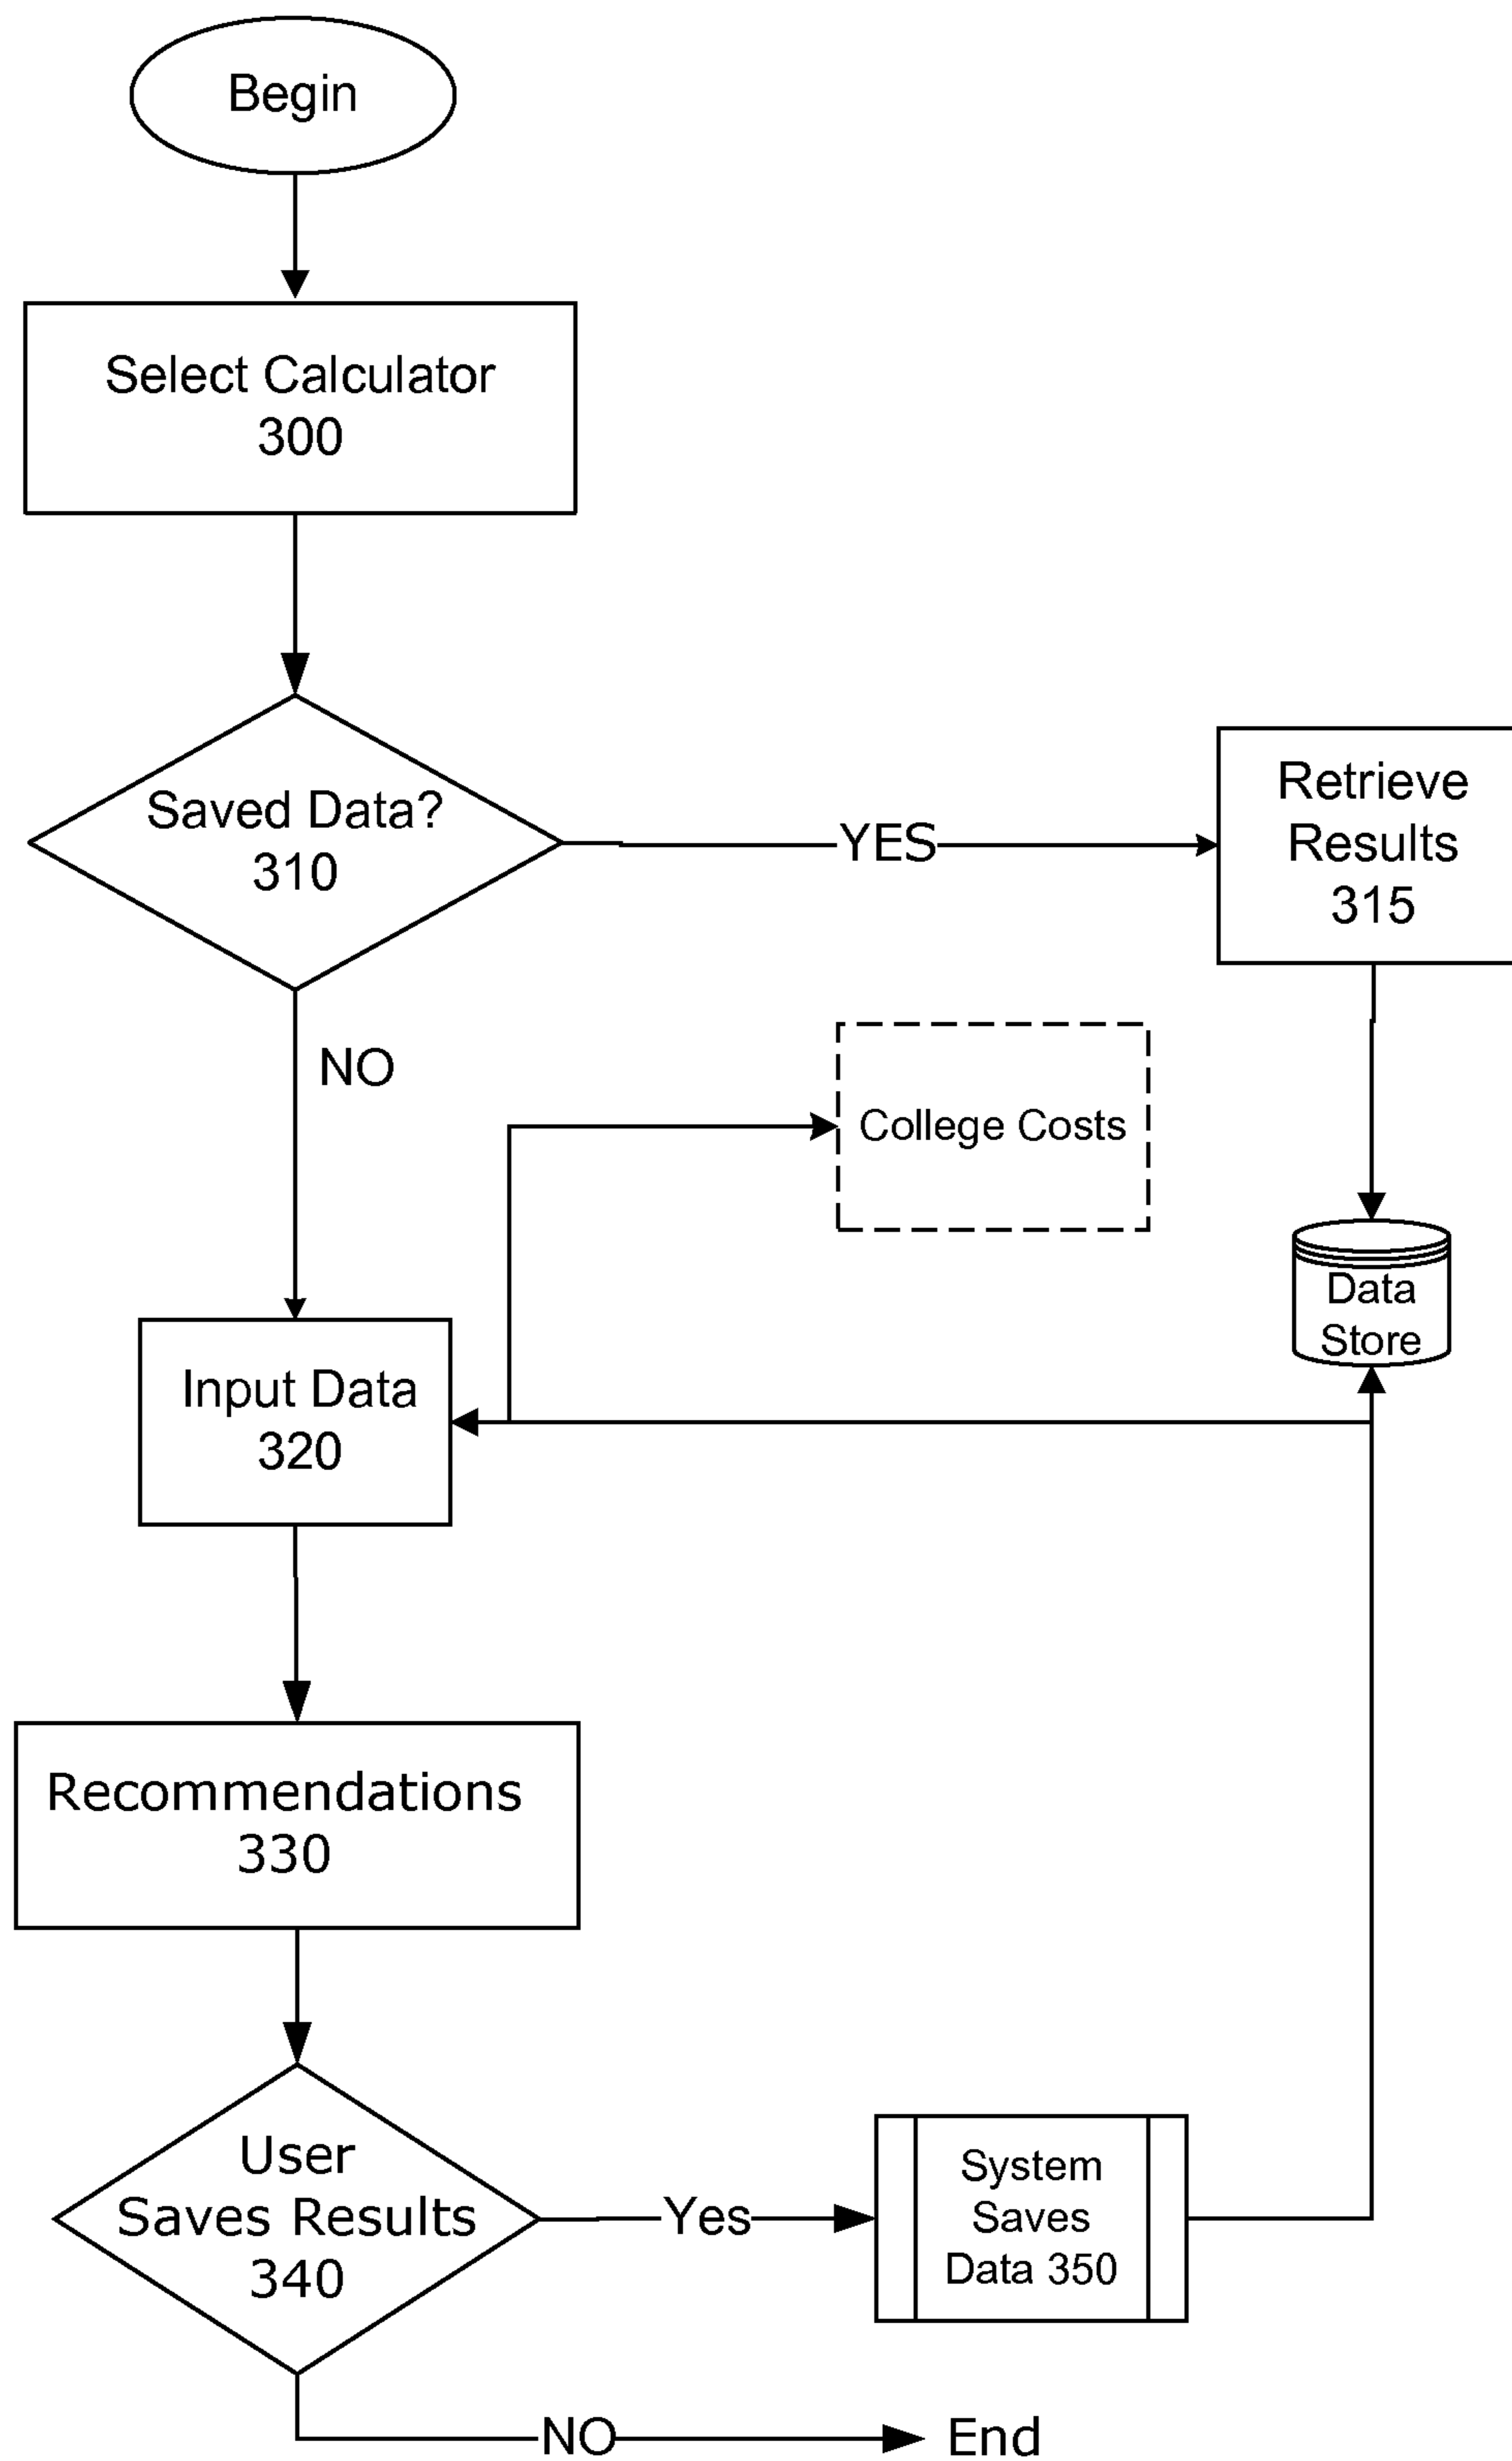 Begin
Select Calculator
300
Saved Data?
310
YES
Retrieve
Results
315
NO
College Costs
Data
Store
Input Data
320
Recommendations
330
User
Saves Results
340
Yes
System
Saves
Data 350
NO
End